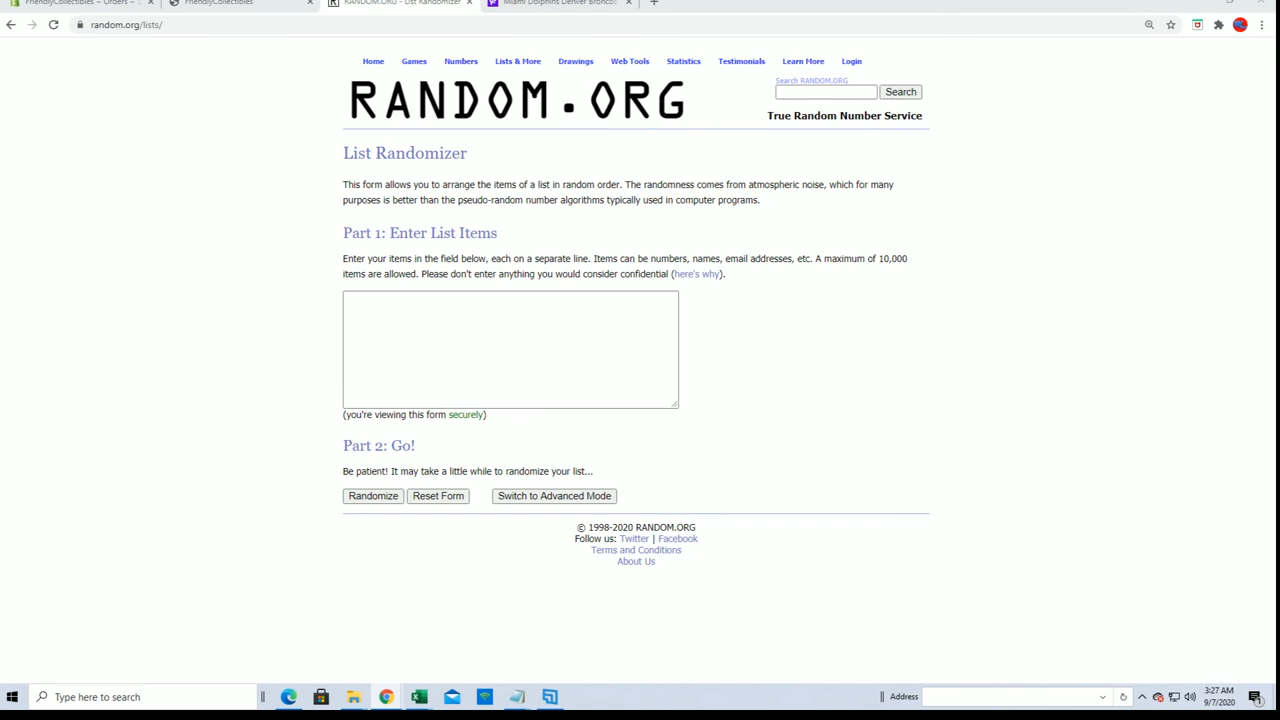 FriendlyCollectibles ~ Orders ~ S
FriendlyCollectibles
RANDOM.ORG - List Randomizer
Miami Dolphins Denver Broncos
random.org/lists/
Home Games Numbers Lists & More Drawings Web Tools Statistics Testimonials Learn More Login
RANDOM.ORG
Search RANDOM.ORG
Search
True Random Number Service
List Randomizer
This form allows you to arrange the items of a list in random order. The randomness comes from atmospheric noise, which for many
purposes is better than the pseudo-random number algorithms typically used in computer programs.
Part 1: Enter List Items
Enter your items in the field below, each on a separate line. Items can be numbers, names, email addresses, etc. A maximum of 10,000
items are allowed. Please don't enter anything you would consider confidential (here's why).
(you're viewing this form securely)
Part 2: Go!
Be patient! It may take a little while to randomize your list...
Randomize Reset Form Switch to Advanced Mode
© 1998-2020 RANDOM.ORG
Follow us: Twitter | Facebook
Terms and Conditions
About Us
Type here to search
Address
3:27 AM
9/7/2020
1